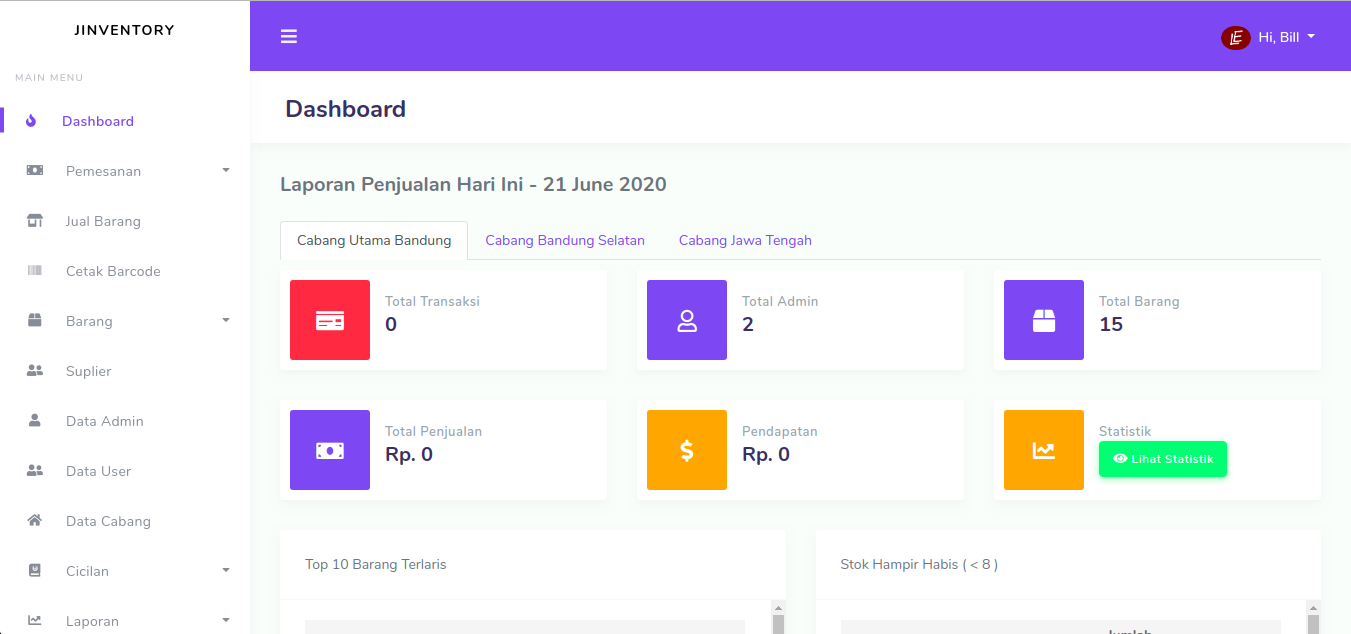 JINVENTORY
MAIN MENU
Dashboard
Pemesanan
Jual Barang
Cetak Barcode
Barang
Suplier
Data Admin
Data User
Data Cabang
Cicilan
Laporan
Hi, Bill
Dashboard
Laporan Penjualan Hari Ini - 21 June 2020
Cabang Utama Bandung Cabang Bandung Selatan Cabang Jawa Tengah
Total Transaksi
0
Total Admin
2
Total Barang
15
Total Penjualan
Rp. 0
Pendapatan
Rp. 0
Statistik
Lihat Statistik
Top 10 Barang Terlaris
Stok Hampir Habis ( < 8 )
Jumlah